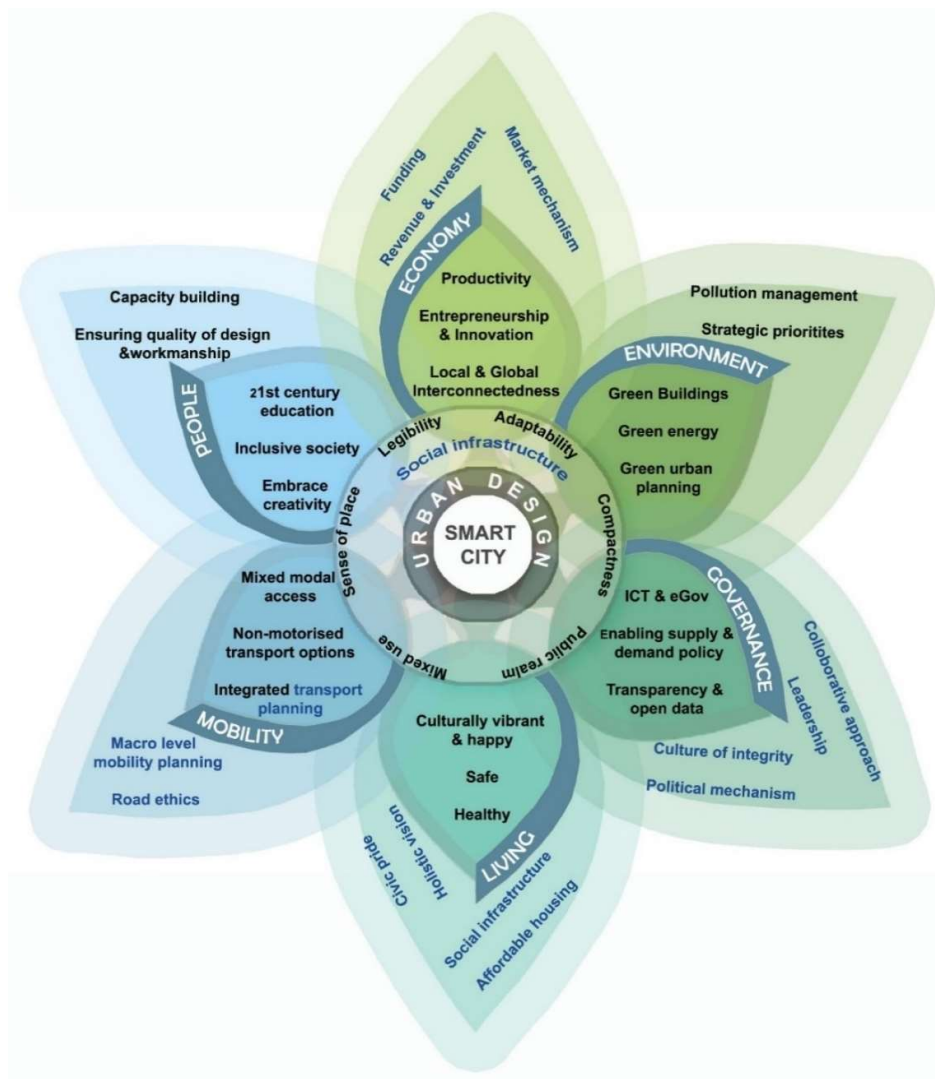 Funding
Revenue & Investment
Market mechanism
ECONOMY
Productivity
Entrepreneurship
& Innovation
Local & Global
Interconnectedness
Pollution management
Strategic prioritites
ENVIRONMENT
Green Buildings
Green energy
Green urban
planning
Capacity building
Ensuring quality of design
&workmanship
PEOPLE
21st century
education
Inclusive society
Embrace
creativity
Legibility
Adaptability
Social infrastructure
Sense of place
Compactness
URBAN DESIGN
SMART
CITY
Mixed use
Public realm
Mixed modal
access
Non-motorised
transport options
Integrated transport
planning
MOBILITY
Macro level
mobility planning
Road ethics
GOVERNANCE
ICT & eGov
Enabling supply &
demand policy
Transparency &
open data
Colloborative approach
Leadership
Culture of integrity
Political mechanism
Culturally vibrant
& happy
Safe
Healthy
LIVING
Civic pride
Holistic vision
Social infrastructure
Affordable housing